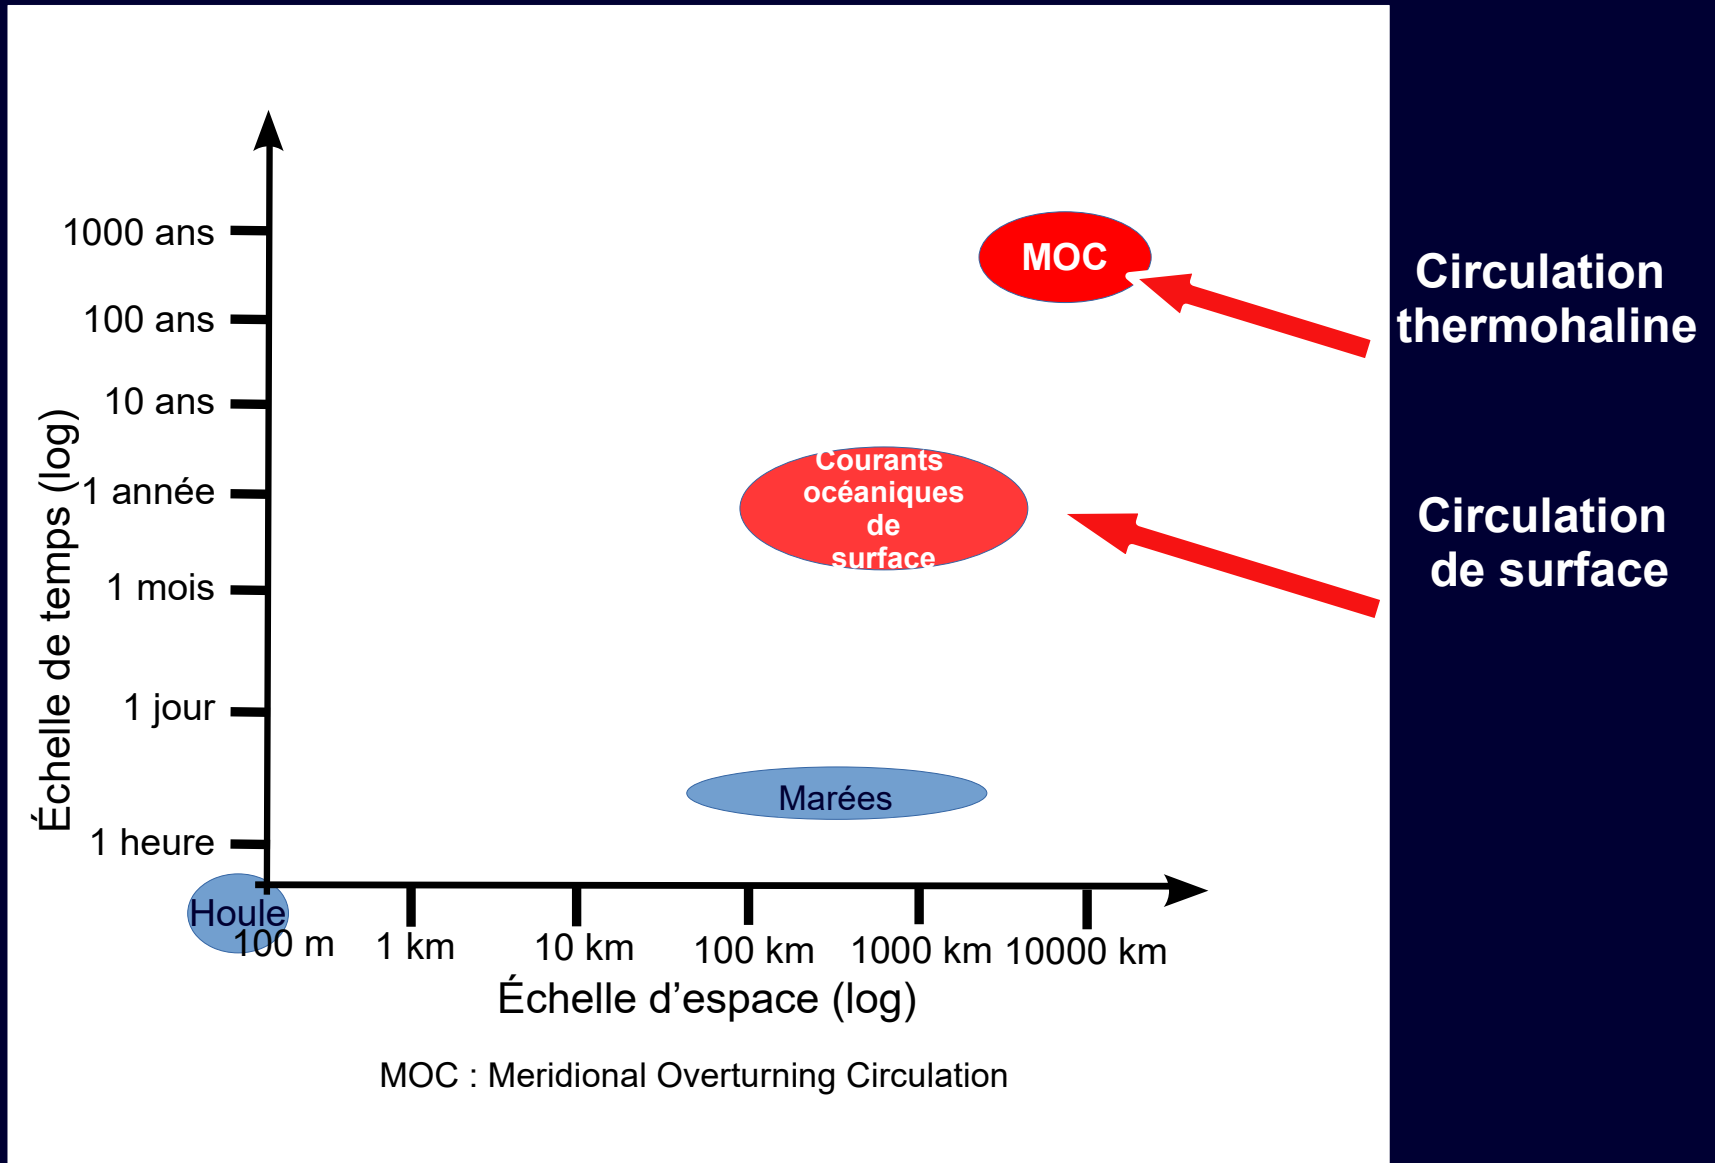 1000 ans
100 ans
10 ans
1 année
1 mois
1 jour
1 heure
Échelle de temps (log)
MOC
Courants
océaniques
de
surface
Marées
Houle
100 m
1 km
10 km
100 km
1000 km
10000 km
Échelle d’espace (log)
MOC : Meridional Overturning Circulation
Circulation
thermohaline
Circulation
de surface